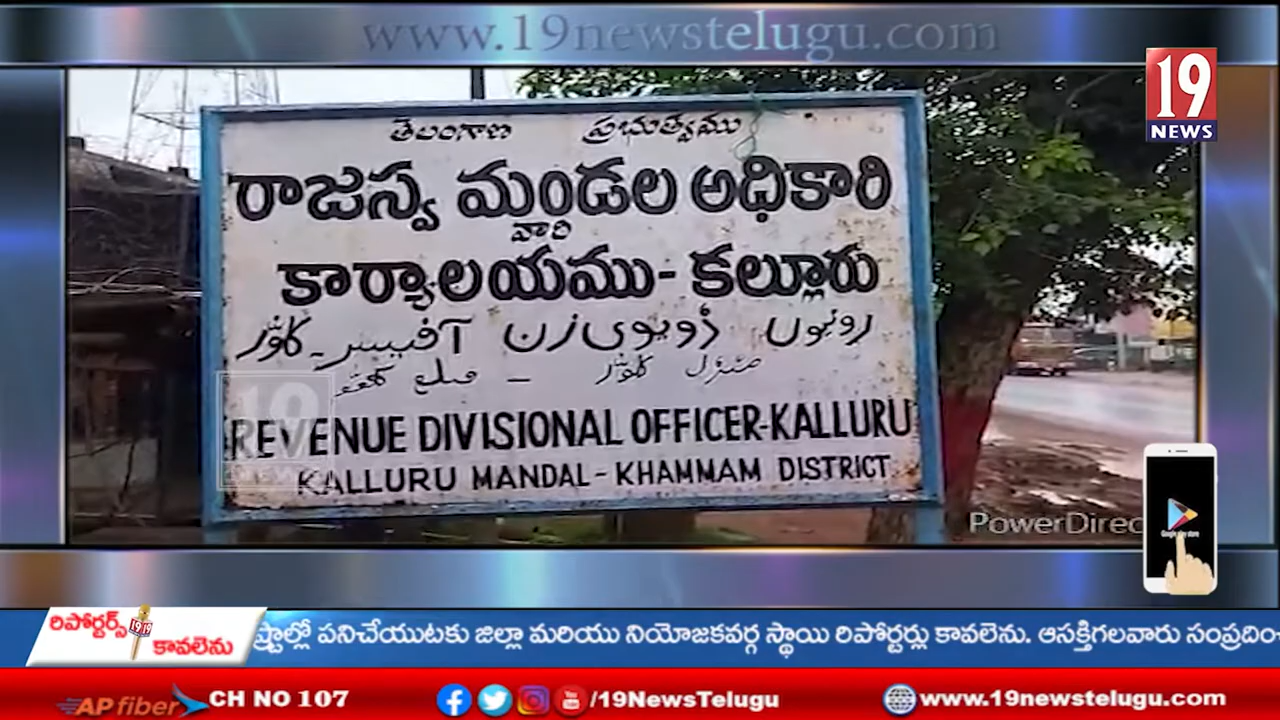 www.19newstelugu.com
19
NEWS
తెలంగాణ ప్రభుత్వము
రాజస్వ మండల అధికారి
వారి
కార్యాలయము - కల్లూరు
REVENUE DIVISIONAL OFFICER-KALLURU
KALLURU MANDAL - KHAMMAM DISTRICT
PowerDirec
రిపోర్టర్స్
కావలెను
ష్ట్రాల్లో పనిచేయుటకు జిల్లా మరియు నియోజకవర్గ స్థాయి రిపోర్టర్లు కావలెను. ఆసక్తిగలవారు సంప్రదించ
AP fiber CH NO 107
/19NewsTelugu
www.19NewsTelugu.com